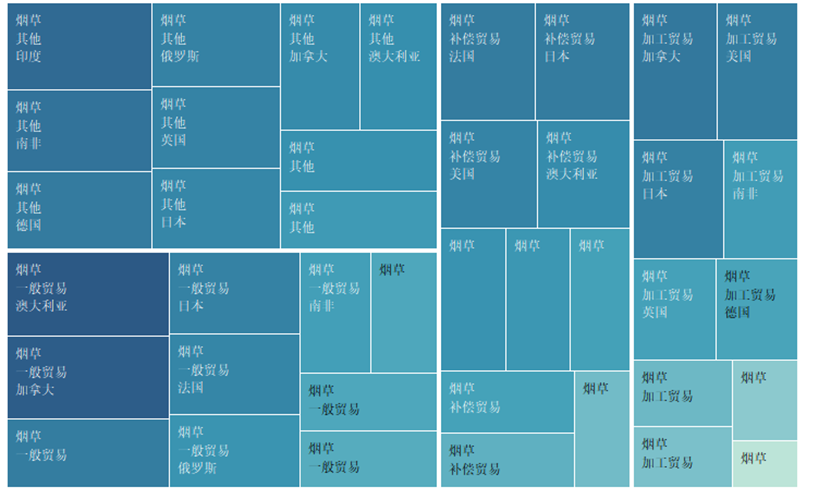 烟草
其他
印度
烟草
其他
南非
烟草
其他
德国
烟草
其他
俄罗斯
烟草
其他
英国
烟草
其他
日本
烟草
其他
加拿大
烟草
其他
澳大利亚
烟草
其他
烟草
其他
烟草
一般贸易
澳大利亚
烟草
一般贸易
加拿大
烟草
一般贸易
烟草
一般贸易
日本
烟草
一般贸易
法国
烟草
一般贸易
俄罗斯
烟草
一般贸易
南非
烟草
烟草
一般贸易
烟草
一般贸易
烟草
补偿贸易
法国
烟草
补偿贸易
日本
烟草
补偿贸易
美国
烟草
补偿贸易
澳大利亚
烟草
烟草
烟草
烟草
补偿贸易
烟草
补偿贸易
烟草
烟草
加工贸易
加拿大
烟草
加工贸易
美国
烟草
加工贸易
日本
烟草
加工贸易
南非
烟草
加工贸易
英国
烟草
加工贸易
德国
烟草
加工贸易
烟草
加工贸易
烟草
烟草